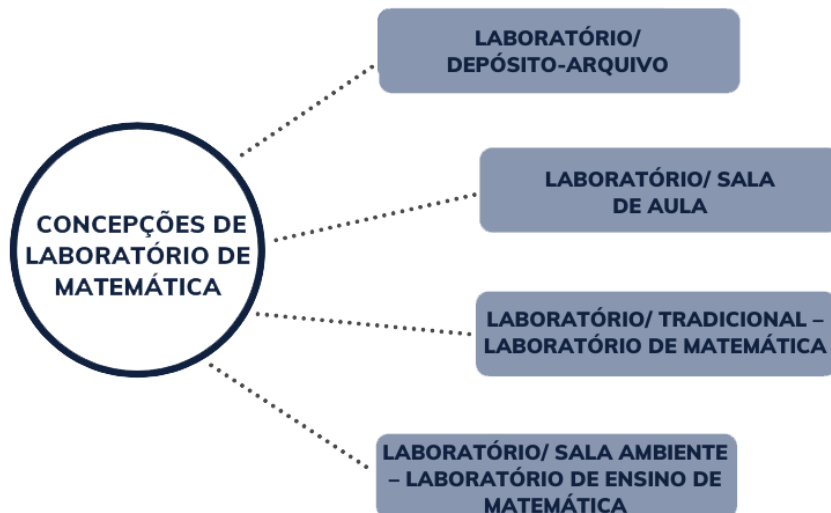 LABORATÓRIO/
DEPÓSITO-ARQUIVO
LABORATÓRIO/ SALA
DE AULA
CONCEPÇÕES DE
LABORATÓRIO DE
MATEMÁTICA
LABORATÓRIO/ TRADICIONAL –
LABORATÓRIO DE MATEMÁTICA
LABORATÓRIO/ SALA AMBIENTE
– LABORATÓRIO DE ENSINO DE
MATEMÁTICA